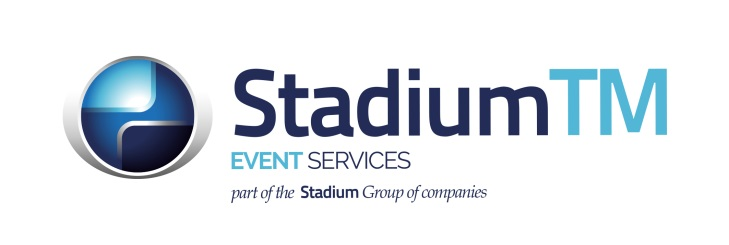 StadiumTM
EVENT SERVICES
part of the Stadium Group of companies